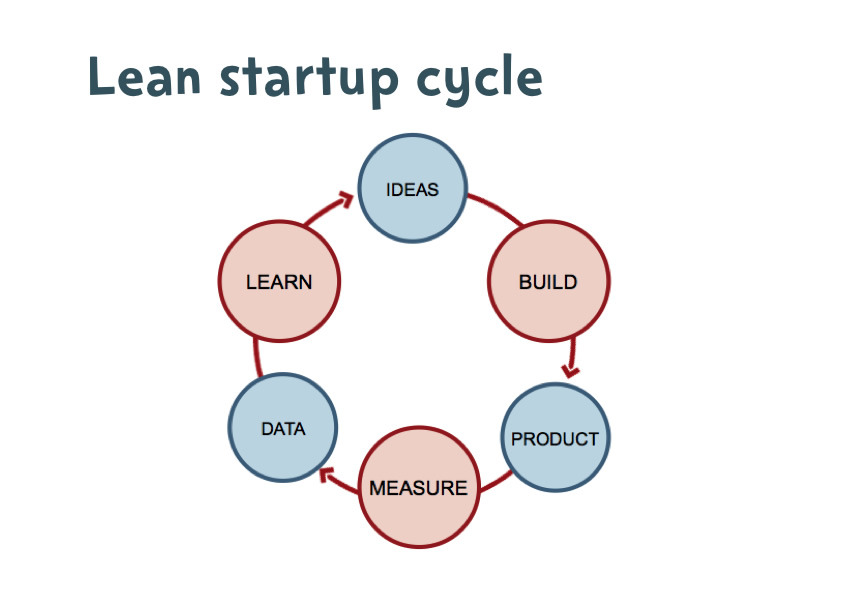 Lean startup cycle
IDEAS
BUILD
PRODUCT
MEASURE
DATA
LEARN